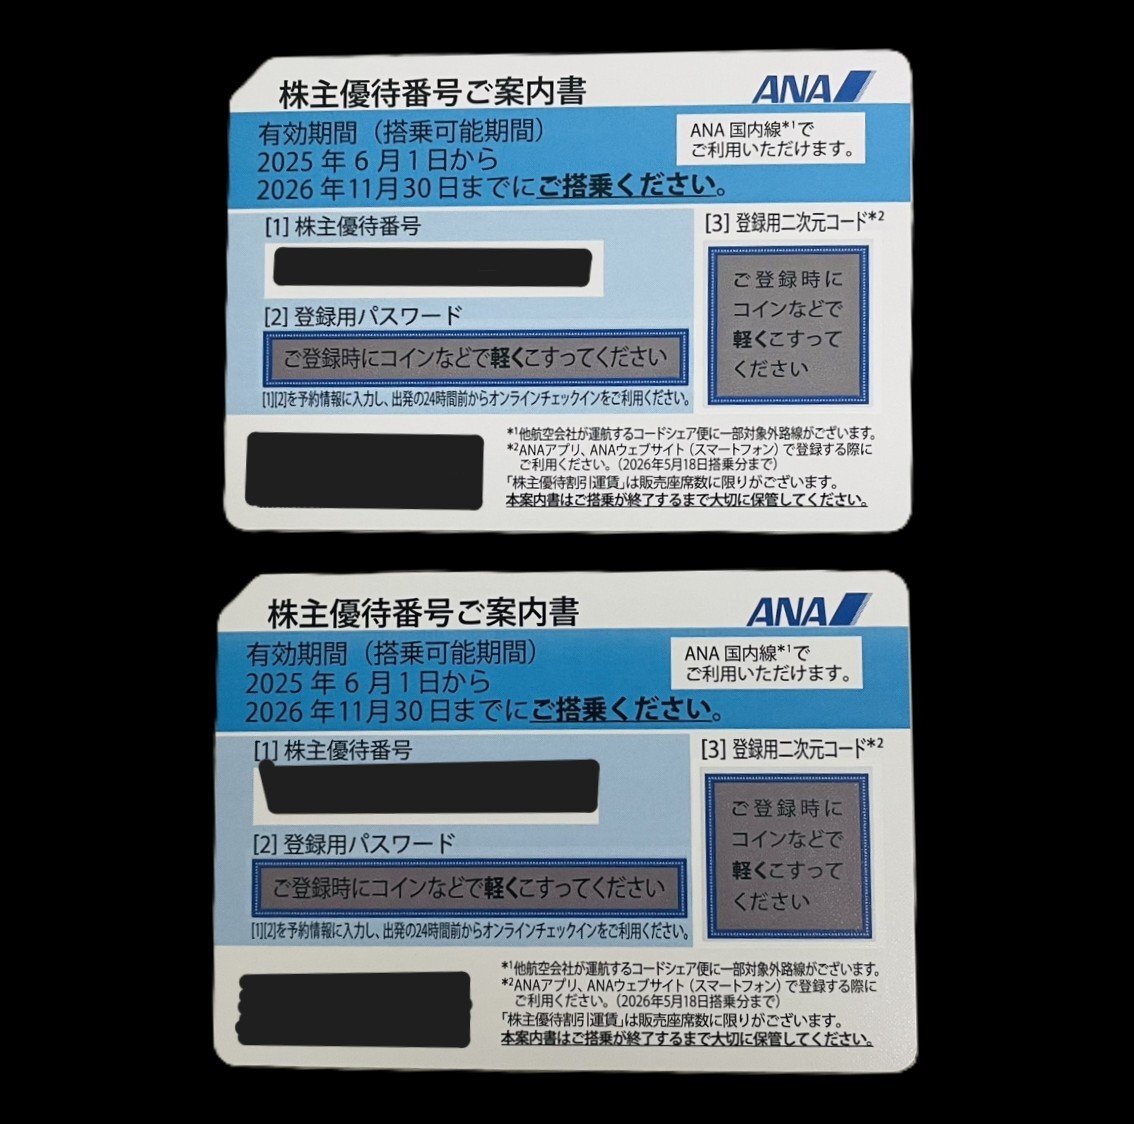 株主優待番号ご案内書
ANA
有効期間（搭乗可能期間）
2025年6月1日から
2026年11月30日までにご搭乗ください。
ANA 国内線*1で
ご利用いただけます。
[1] 株主優待番号
[2] 登録用パスワード
ご登録時にコインなどで軽くこすってください
[1][2]を予約情報に入力し、出発の24時間前からオンラインチェックインをご利用ください。
[3] 登録用二次元コード*2
ご登録時に
コインなどで
軽くこすって
ください
*1他航空会社が運航するコードシェア便に一部対象外路線がございます。
*2ANAアプリ、ANAウェブサイト（スマートフォン）で登録する際に
ご利用ください。（2026年5月18日搭乗分まで）
「株主優待割引運賃」は販売座席数に限りがございます。
本案内書はご搭乗が終了するまで大切に保管してください。
株主優待番号ご案内書
ANA
有効期間（搭乗可能期間）
2025年6月1日から
2026年11月30日までにご搭乗ください。
ANA 国内線*1で
ご利用いただけます。
[1] 株主優待番号
[2] 登録用パスワード
ご登録時にコインなどで軽くこすってください
[1][2]を予約情報に入力し、出発の24時間前からオンラインチェックインをご利用ください。
[3] 登録用二次元コード*2
ご登録時に
コインなどで
軽くこすって
ください
*1他航空会社が運航するコードシェア便に一部対象外路線がございます。
*2ANAアプリ、ANAウェブサイト（スマートフォン）で登録する際に
ご利用ください。（2026年5月18日搭乗分まで）
「株主優待割引運賃」は販売座席数に限りがございます。
本案内書はご搭乗が終了するまで大切に保管してください。